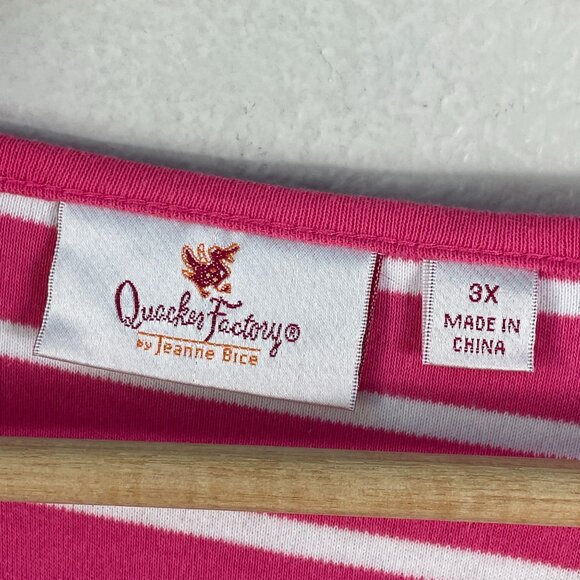 Quacker Factory®
by Jeanne Bice
3X
MADE IN
CHINA